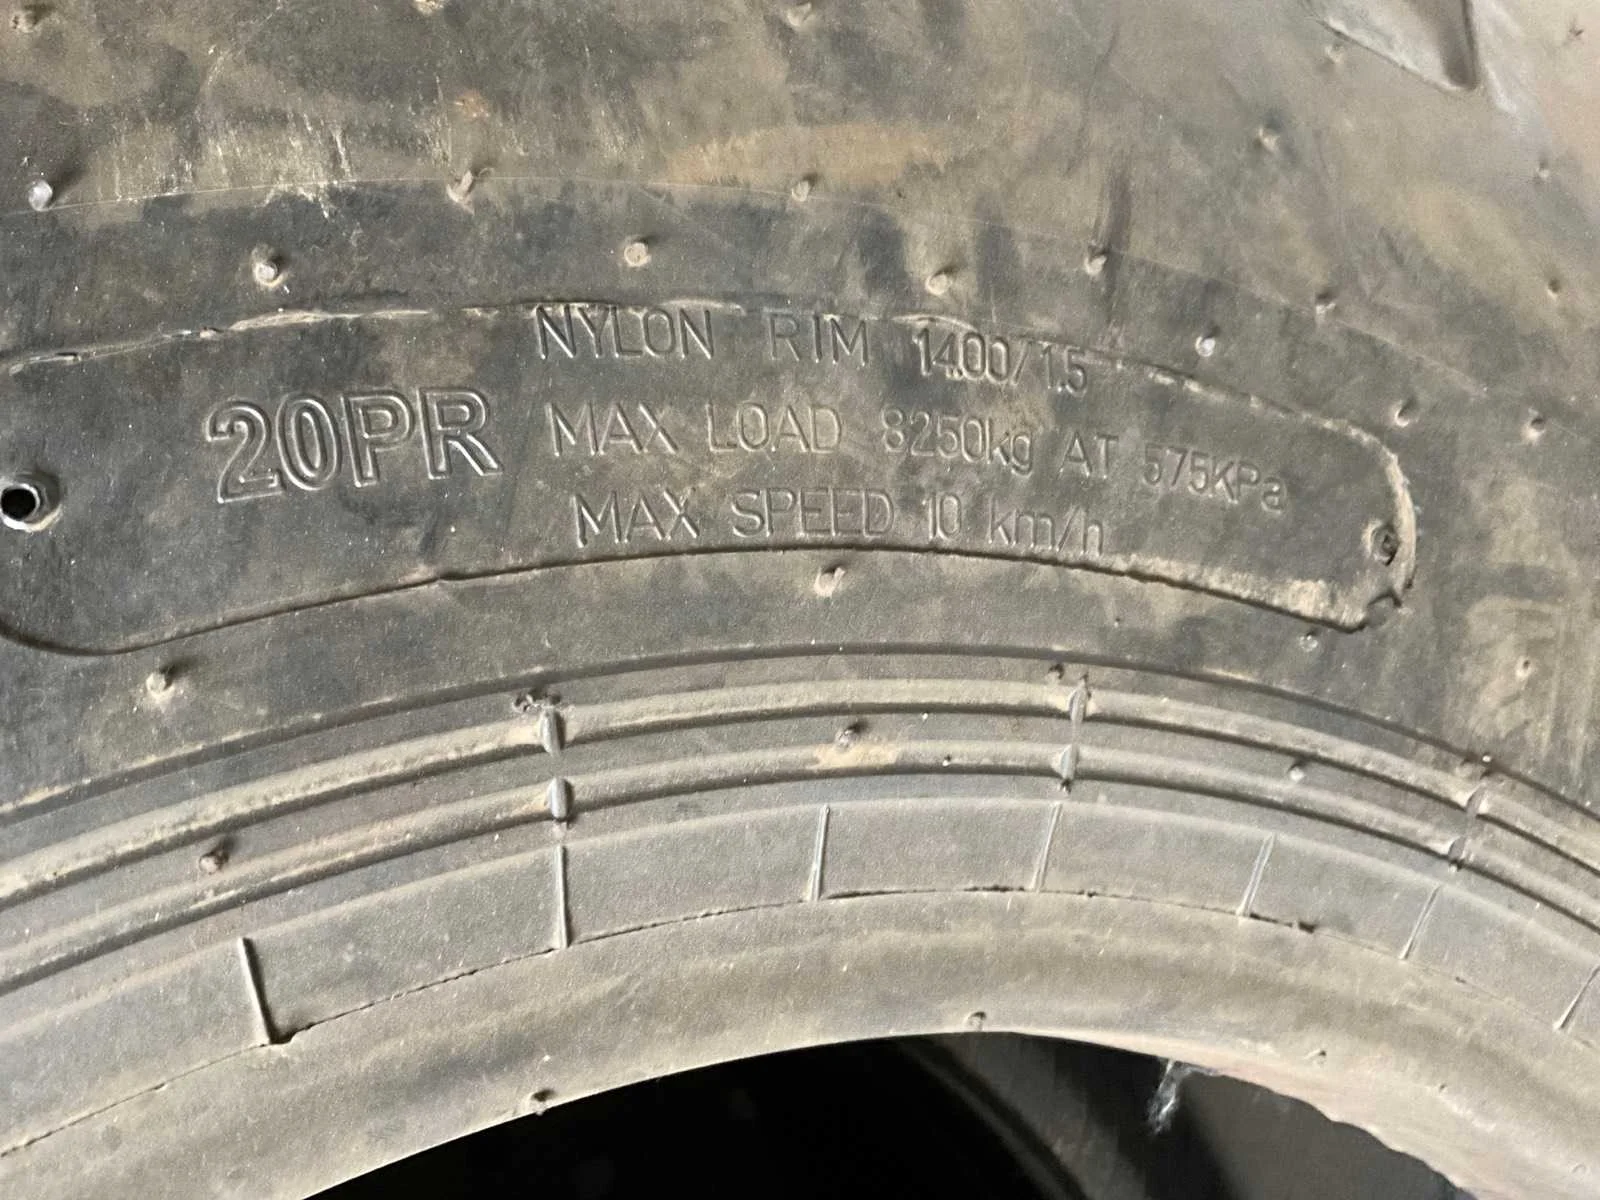 NYLON RIM 14.00/1.5
20PR MAX LOAD 8250kg AT 575KPa
MAX SPEED 10 km/h